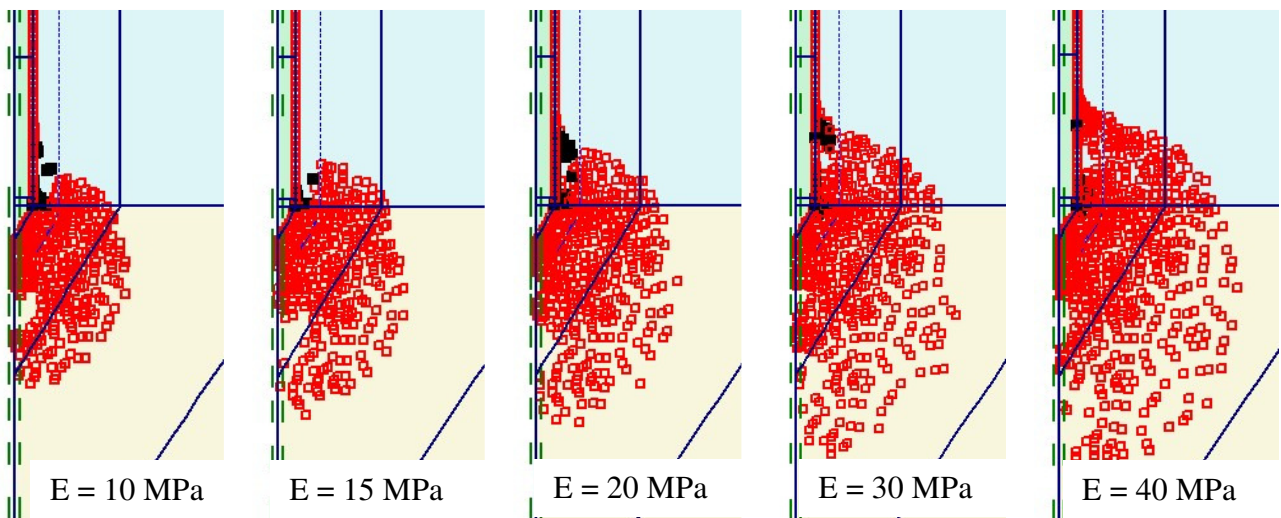 E = 10 MPa
E = 15 MPa
E = 20 MPa
E = 30 MPa
E = 40 MPa